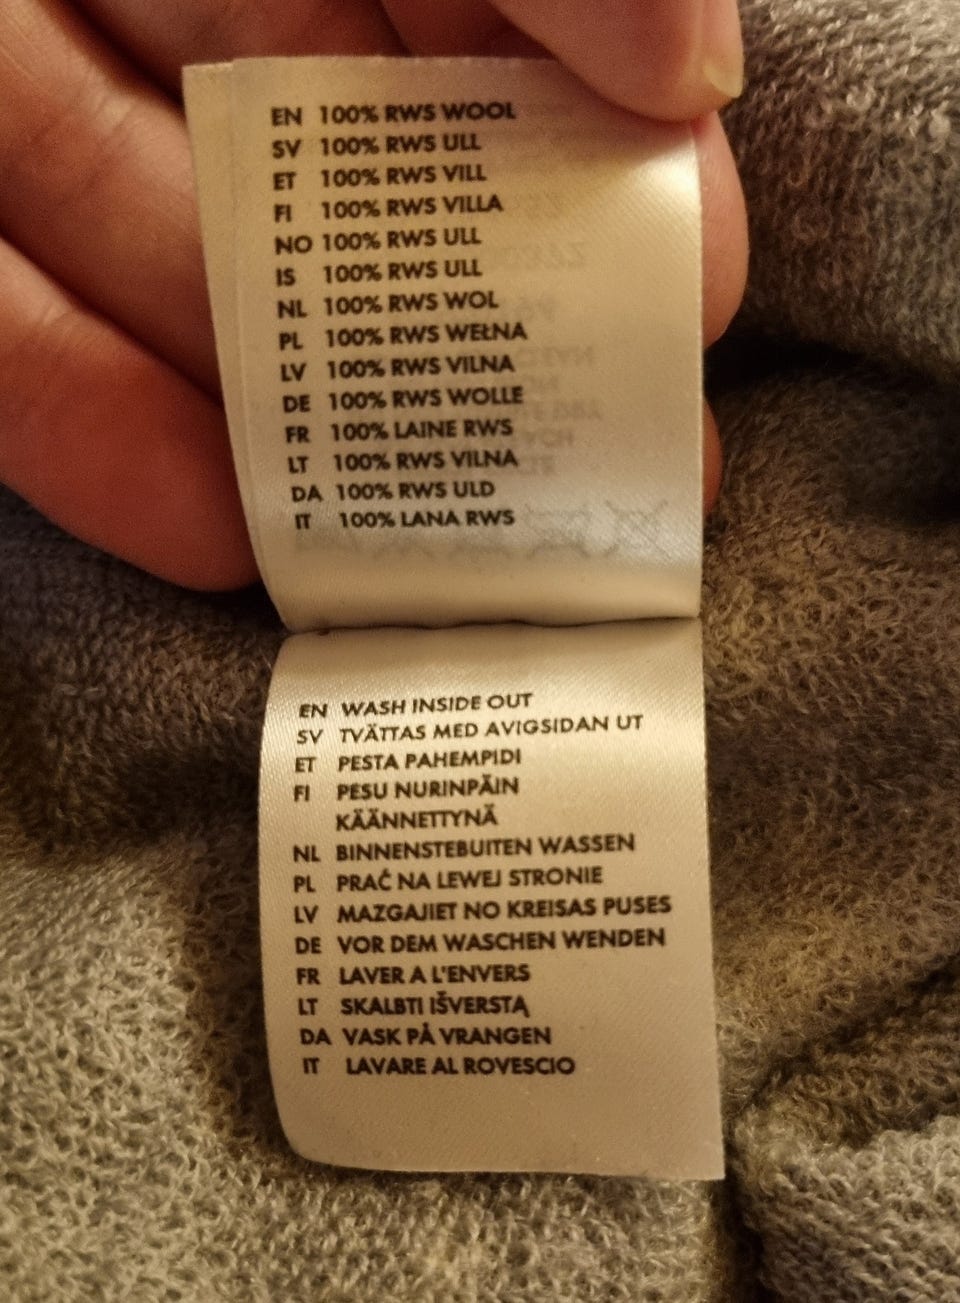 EN 100% RWS WOOL
SV 100% RWS ULL
ET 100% RWS VILL
FI 100% RWS VILLA
NO 100% RWS ULL
IS 100% RWS ULL
NL 100% RWS WOL
PL 100% RWS WEŁNA
LV 100% RWS VILNA
DE 100% RWS WOLLE
FR 100% LAINE RWS
LT 100% RWS VILNA
DA 100% RWS ULD
IT 100% LANA RWS
EN WASH INSIDE OUT
SV TVÄTTAS MED AVIGSIDAN UT
ET PESTA PAHEMPIDI
FI PESU NURINPÄIN
KÄÄNNETTYNÄ
NL BINNENSTEBUITEN WASSEN
PL PRAĆ NA LEWEJ STRONIE
LV MAZGAJIET NO KREISAS PUSES
DE VOR DEM WASCHEN WENDEN
FR LAVER A L'ENVERS
LT SKALBTI IŠVERSTĄ
DA VASK PÅ VRANGEN
IT LAVARE AL ROVESCIO